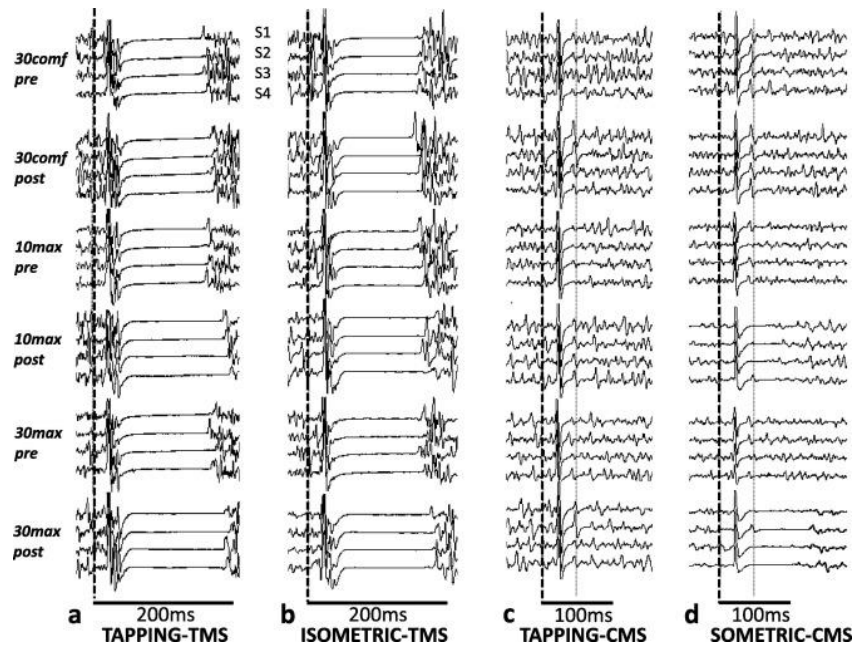 30comf
pre
S1
S2
S3
S4
30comf
post
10max
pre
10max
post
30max
pre
30max
post
a
200ms
TAPPING-TMS
b
200ms
ISOMETRIC-TMS
c
100ms
TAPPING-CMS
d
100ms
SOMETRIC-CMS